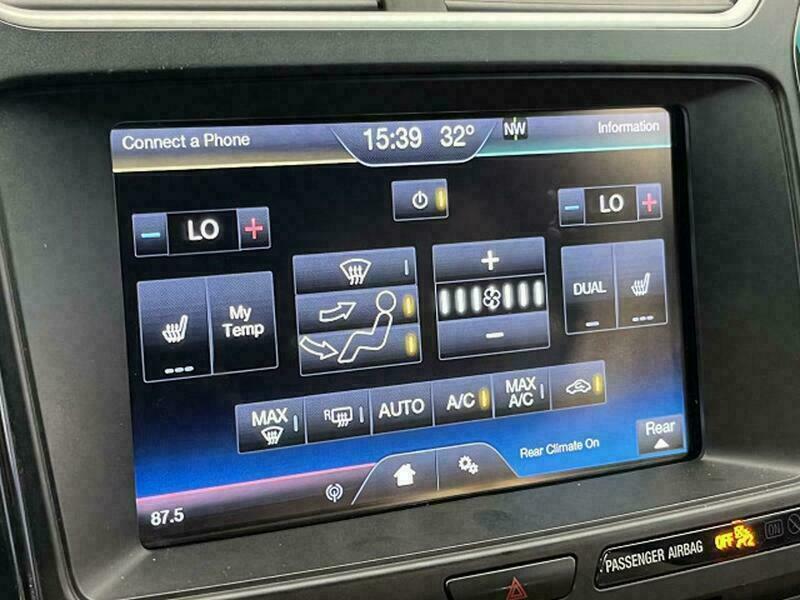 Connect a Phone
15:39 32°
NW
Information
LO
LO
My
Temp
DUAL
MAX
R
AUTO
A/C
MAX
A/C
Rear
Rear Climate On
87.5
PASSENGER AIRBAG OFF
ON